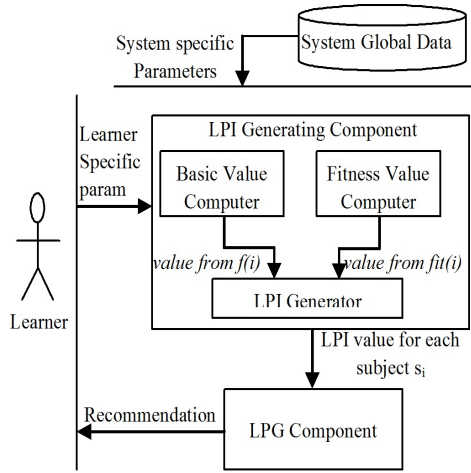 System specific
Parameters
System Global Data
Learner
Specific
param
LPI Generating Component
Basic Value
Computer
Fitness Value
Computer
value from f(i)
value from fit(i)
LPI Generator
Learner
LPI value for each
subject si
Recommendation
LPG Component